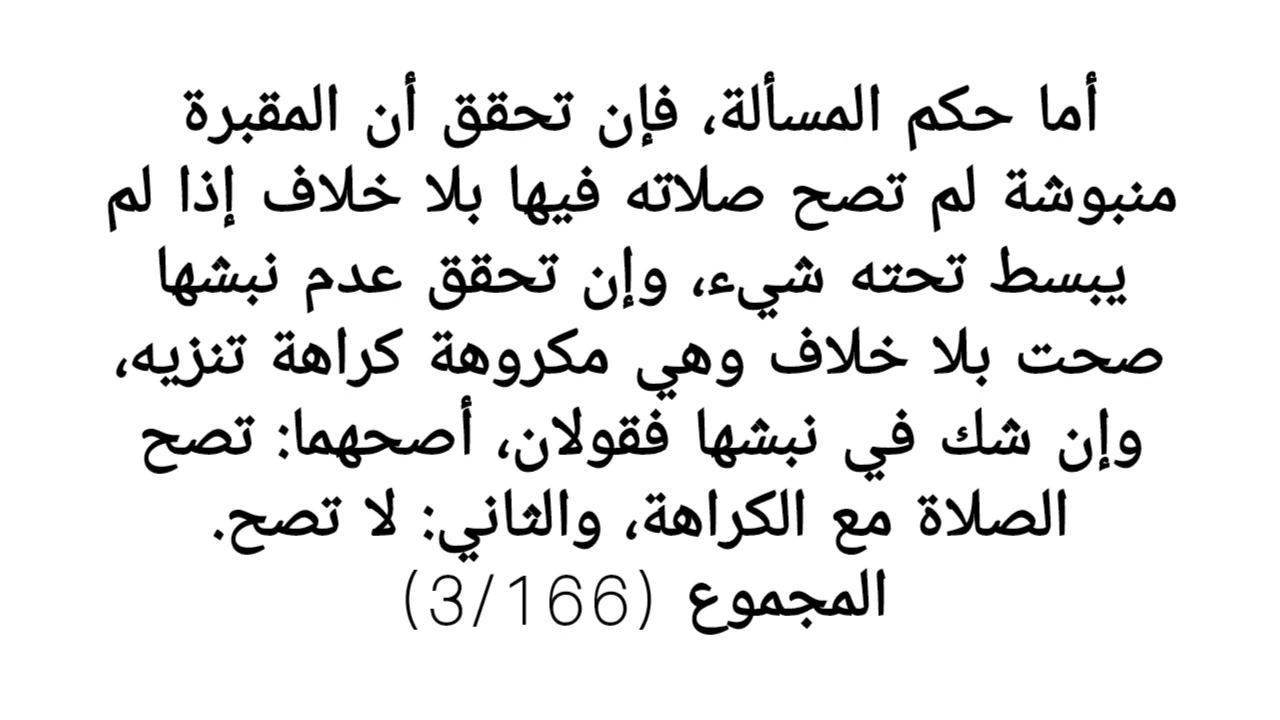 أما حكم المسألة، فإن تحقق أن المقبرة
منبوشة لم تصح صلاته فيها بلا خلاف إذا لم
يبسط تحته شيء، وإن تحقق عدم نبشها
صحت بلا خلاف وهي مكروهة كراهة تنزيه،
وإن شك في نبشها فقولان، أصحهما: تصح
الصلاة مع الكراهة، والثاني: لا تصح.
المجموع (3/166)